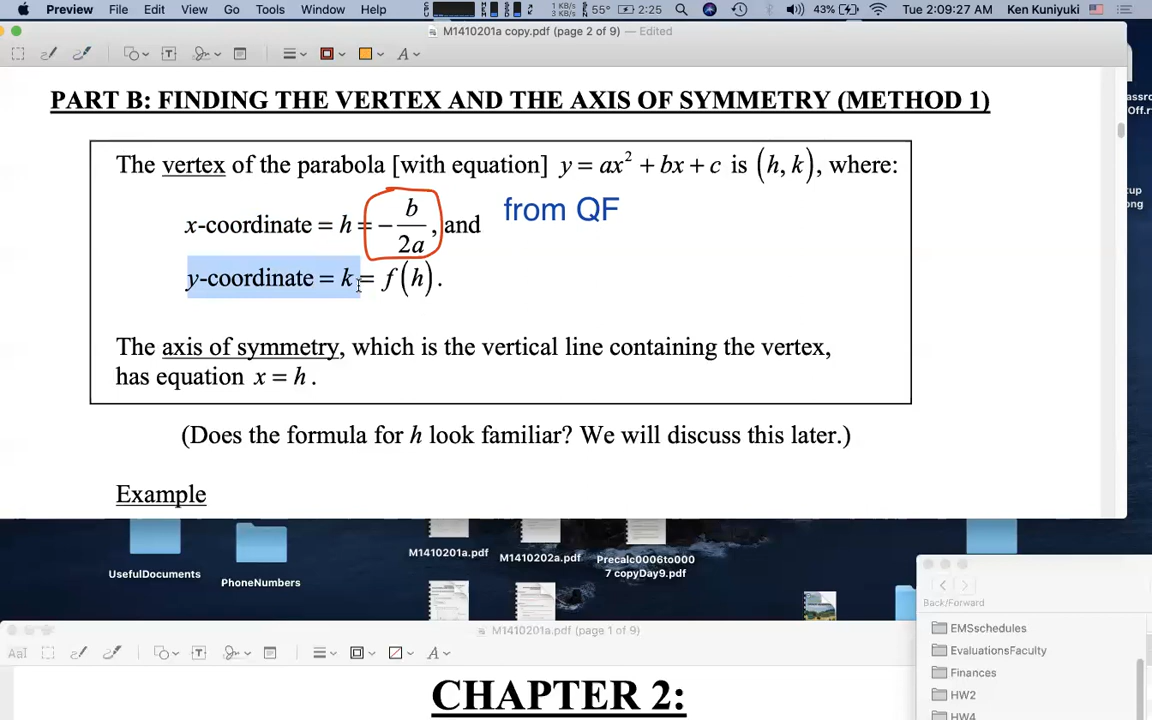 Preview File Edit View Go Tools Window Help 1 KB/s 3 KB/s 55° 2:25 43% Tue 2:09:27 AM Ken Kuniyuki
M1410201a copy.pdf (page 2 of 9) — Edited
PART B: FINDING THE VERTEX AND THE AXIS OF SYMMETRY (METHOD 1)
The vertex of the parabola [with equation] y = ax² + bx + c is (h, k), where:
x-coordinate = h = −b/2a, and from QF
y-coordinate = k = f(h).
The axis of symmetry, which is the vertical line containing the vertex,
has equation x = h.
(Does the formula for h look familiar? We will discuss this later.)
Example
M1410201a.pdf
M1410202a.pdf
Precalc0006to000
7 copyDay9.pdf
UsefulDocuments
PhoneNumbers
Back/Forward
EMSschedules
EvaluationsFaculty
Finances
HW2
HW4
M1410201a.pdf (page 1 of 9)
CHAPTER 2: